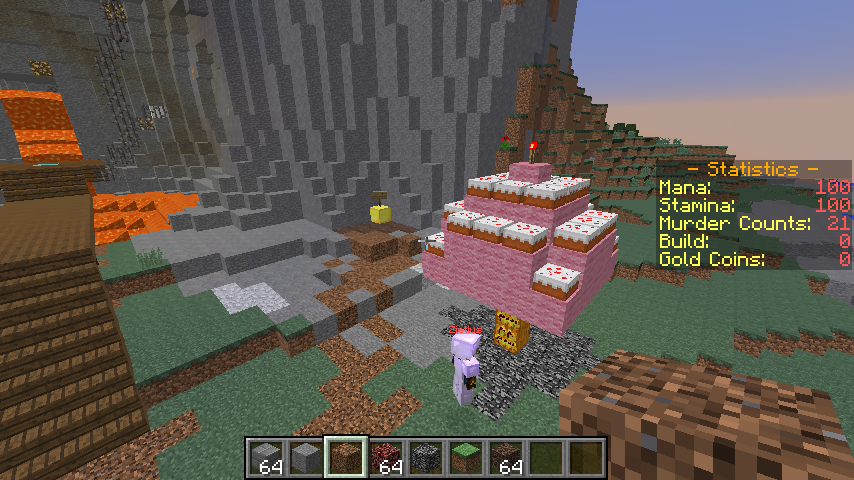 - Statistics -
Mana: 100
Stamina: 100
Murder Counts: 21
Build: 0
Gold Coins: 0
64
64
64